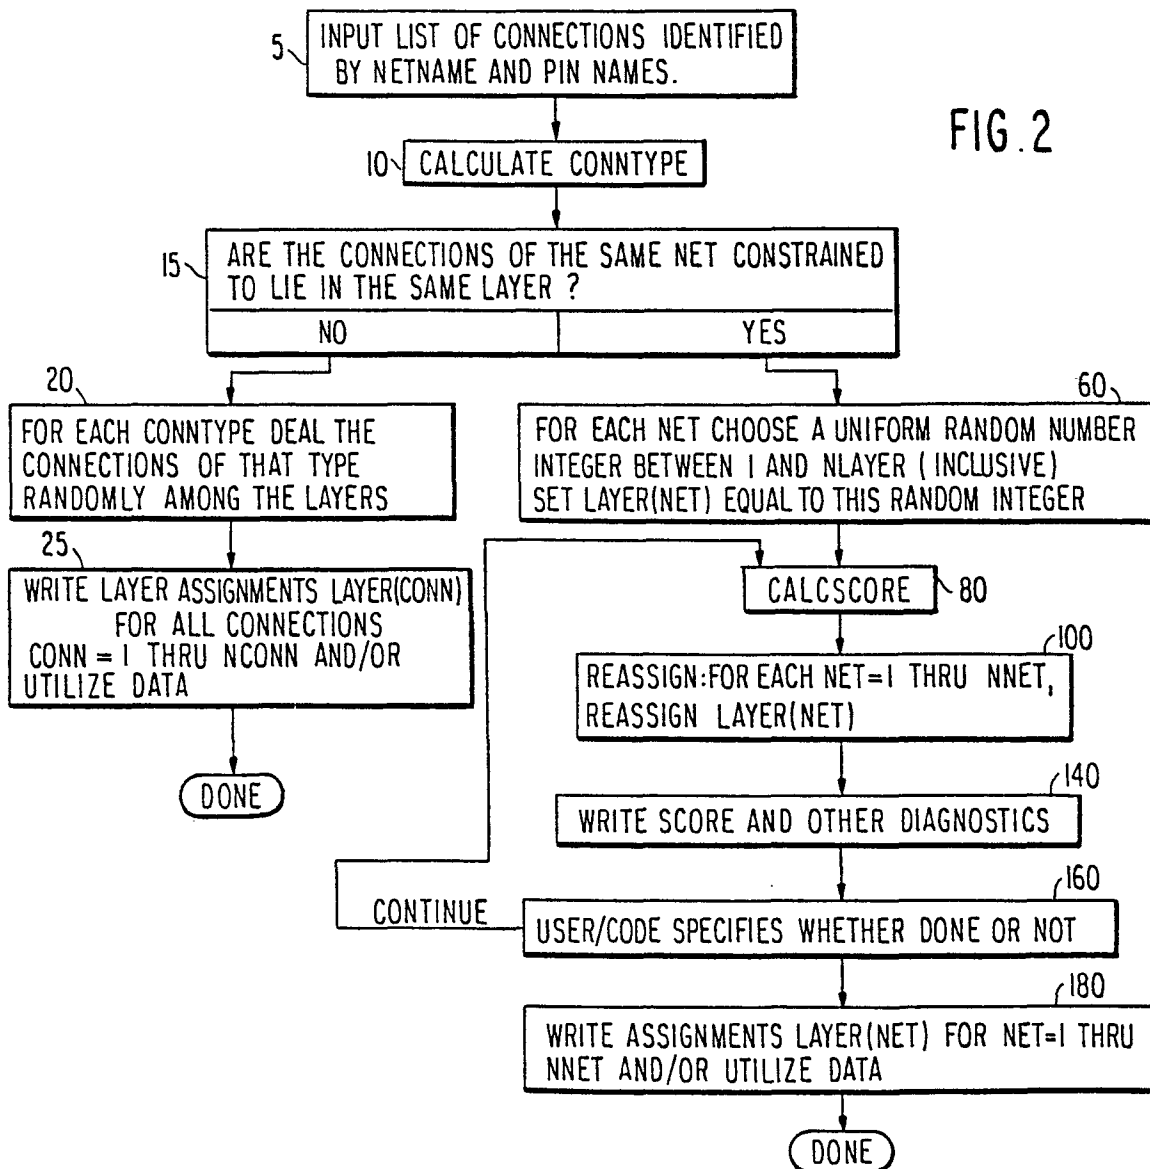 5
INPUT LIST OF CONNECTIONS IDENTIFIED
BY NETNAME AND PIN NAMES.
FIG.2
10
CALCULATE CONNTYPE
15
ARE THE CONNECTIONS OF THE SAME NET CONSTRAINED
TO LIE IN THE SAME LAYER ?
NO
YES
20
FOR EACH CONNTYPE DEAL THE
CONNECTIONS OF THAT TYPE
RANDOMLY AMONG THE LAYERS
25
WRITE LAYER ASSIGNMENTS LAYER(CONN)
FOR ALL CONNECTIONS
CONN = 1 THRU NCONN AND/OR
UTILIZE DATA
DONE
60
FOR EACH NET CHOOSE A UNIFORM RANDOM NUMBER
INTEGER BETWEEN 1 AND NLAYER (INCLUSIVE)
SET LAYER(NET) EQUAL TO THIS RANDOM INTEGER
CALCSCORE
80
100
REASSIGN:FOR EACH NET=1 THRU NNET,
REASSIGN LAYER(NET)
140
WRITE SCORE AND OTHER DIAGNOSTICS
160
CONTINUE
USER/CODE SPECIFIES WHETHER DONE OR NOT
180
WRITE ASSIGNMENTS LAYER(NET) FOR NET=1 THRU
NNET AND/OR UTILIZE DATA
DONE